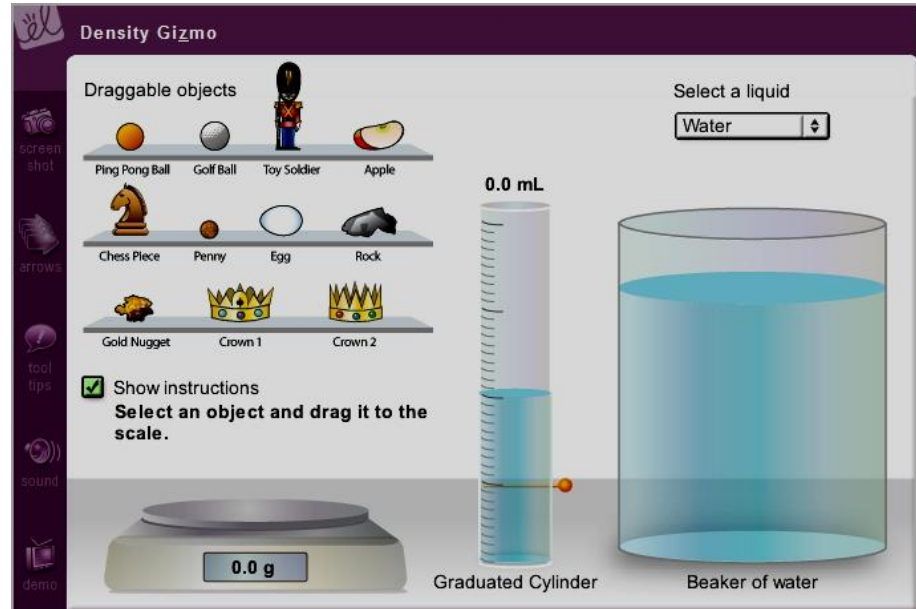 el
Density Gizmo
Draggable objects
Ping Pong Ball
Golf Ball
Toy Soldier
Apple
Chess Piece
Penny
Egg
Rock
Gold Nugget
Crown 1
Crown 2
Show instructions
Select an object and drag it to the
scale.
0.0 g
0.0 mL
Graduated Cylinder
Select a liquid
Water
Beaker of water
screen
shot
arrows
tool
tips
sound
demo